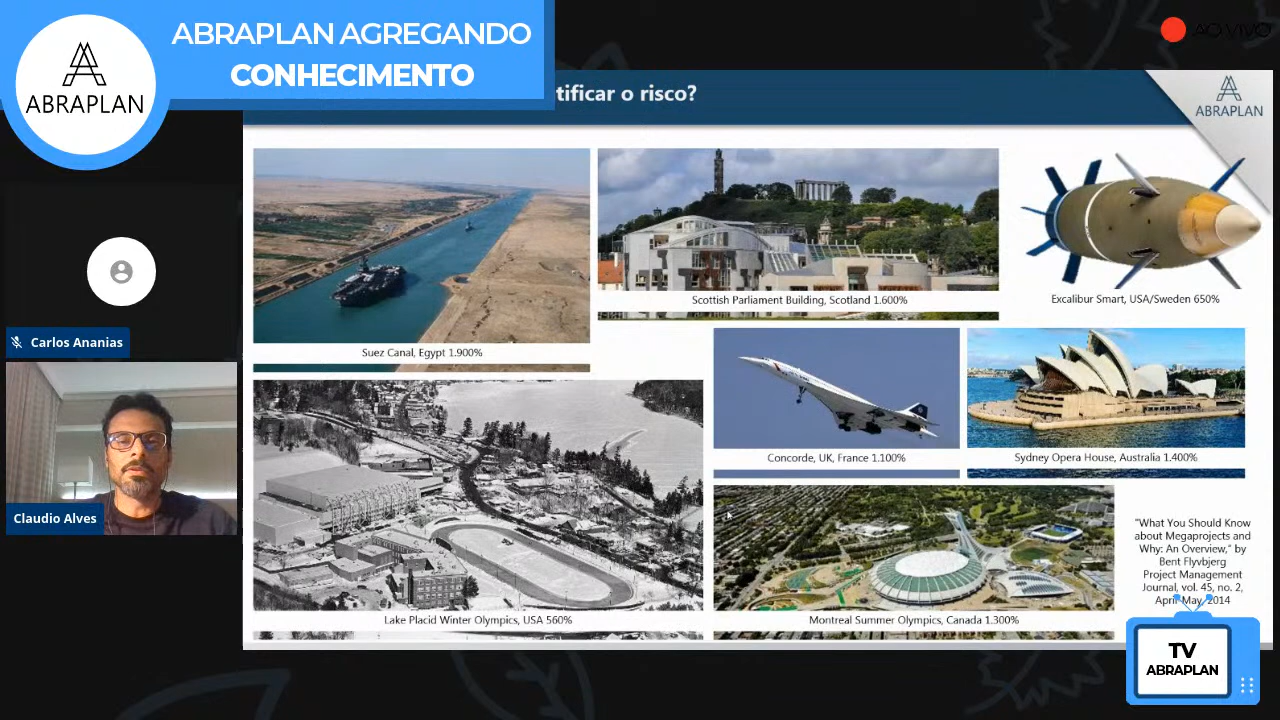 ABRAPLAN AGREGANDO
CONHECIMENTO
ABRAPLAN
AO VIVO
tificar o risco?
ABRAPLAN
Suez Canal, Egypt 1.900%
Scottish Parliament Building, Scotland 1.600%
Excalibur Smart, USA/Sweden 650%
Carlos Ananias
Claudio Alves
Concorde, UK, France 1.100%
Sydney Opera House, Australia 1.400%
Lake Placid Winter Olympics, USA 560%
Montreal Summer Olympics, Canada 1.300%
"What You Should Know
about Megaprojects and
Why: An Overview," by
Bent Flyvbjerg
Project Management
Journal, vol. 45, no. 2,
April-May, 2014
TV
ABRAPLAN